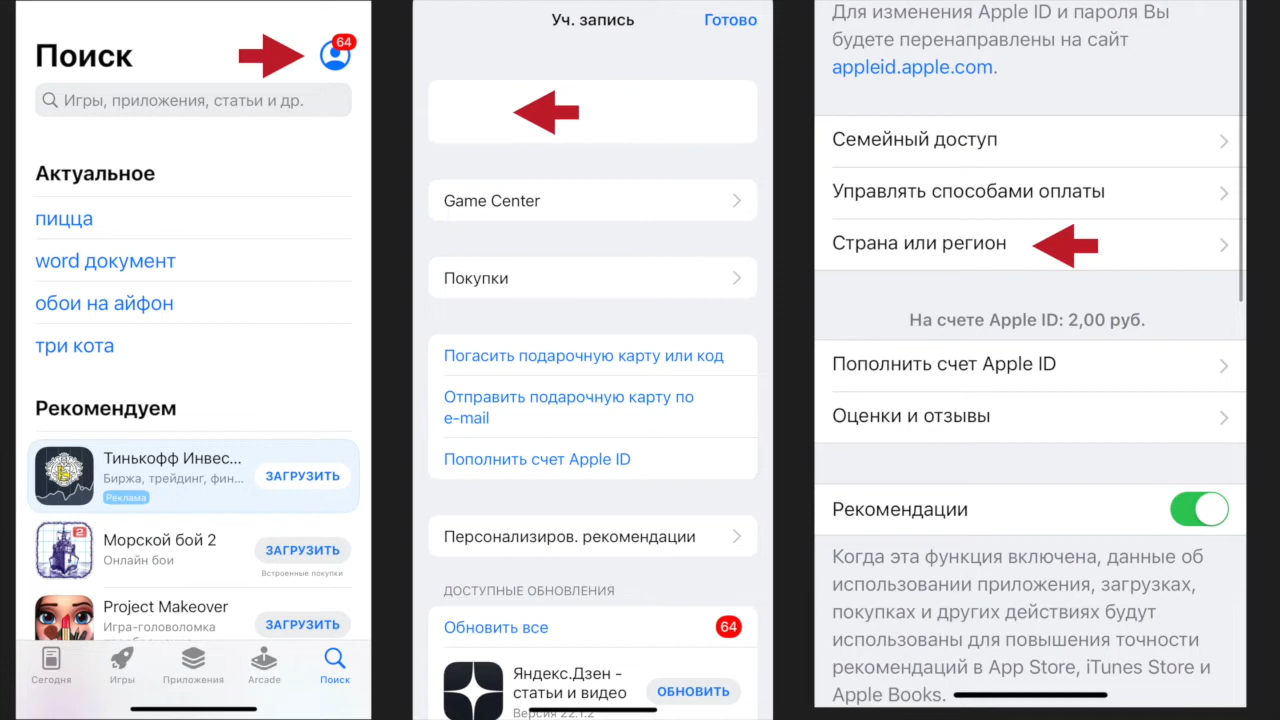 Поиск
64
Игры, приложения, статьи и др.
Актуальное
пицца
word документ
обои на айфон
три кота
Рекомендуем
Тинькофф Инвес...
Биржа, трейдинг, фин...
Реклама
ЗАГРУЗИТЬ
2
Морской бой 2
Онлайн бои
ЗАГРУЗИТЬ
Встроенные покупки
Project Makeover
Игра-головоломка
ЗАГРУЗИТЬ
Сегодня
Игры
Приложения
Arcade
Поиск
Уч. запись
Готово
Game Center
Покупки
Погасить подарочную карту или код
Отправить подарочную карту по
e-mail
Пополнить счет Apple ID
Персонализиров. рекомендации
ДОСТУПНЫЕ ОБНОВЛЕНИЯ
Обновить все
64
Яндекс.Дзен -
статьи и видео
Версия 22.1.2
ОБНОВИТЬ
Для изменения Apple ID и пароля Вы
будете перенаправлены на сайт
appleid.apple.com.
Семейный доступ
Управлять способами оплаты
Страна или регион
На счете Apple ID: 2,00 руб.
Пополнить счет Apple ID
Оценки и отзывы
Рекомендации
Когда эта функция включена, данные об
использовании приложения, загрузках,
покупках и других действиях будут
использованы для повышения точности
рекомендаций в App Store, iTunes Store и
Apple Books.